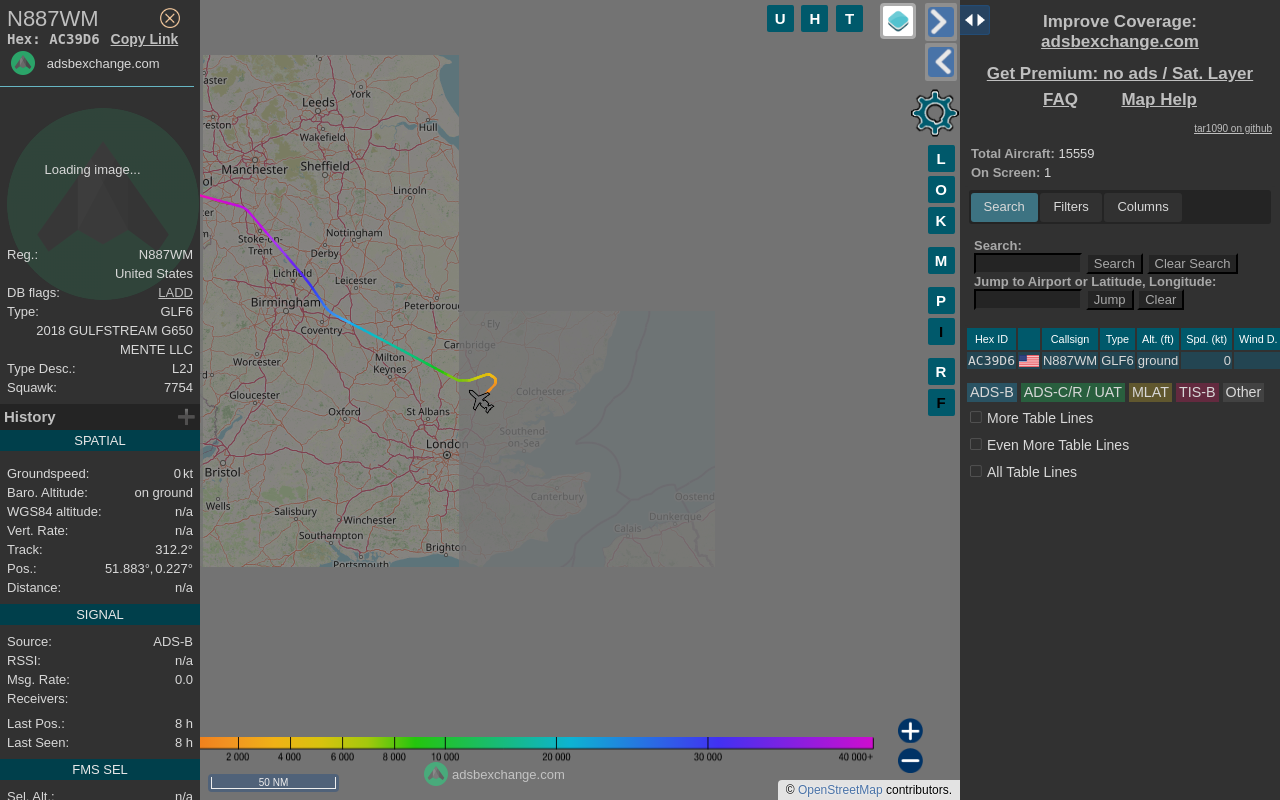 N887WM
Hex: AC39D6 Copy Link
adsbexchange.com
Loading image...
Reg.: N887WM
United States
DB flags: LADD
Type: GLF6
2018 GULFSTREAM G650
MENTE LLC
Type Desc.: L2J
Squawk: 7754
History
SPATIAL
Groundspeed: 0 kt
Baro. Altitude: on ground
WGS84 altitude: n/a
Vert. Rate: n/a
Track: 312.2°
Pos.: 51.883°, 0.227°
Distance: n/a
SIGNAL
Source: ADS-B
RSSI: n/a
Msg. Rate: 0.0
Receivers:
Last Pos.: 8 h
Last Seen: 8 h
FMS SEL
Sel. Alt.: n/a
U H T
L
O
K
M
P
I
R
F
aster
York
Leeds
reston
Hull
Wakefield
Manchester Sheffield
ol
Lincoln
er
m
Stoke-on-
Trent
Nottingham
Derby
Lichfield
Leicester
Birmingham
Peterboroug
Coventry
Ely
Cambridge
Worcester
Milton
Keynes
d
Gloucester
Colchester
Oxford
St Albans
Southend
-on-Sea
London
Bristol
Canterbury
Oostend
Wells
Salisbury
Winchester
Dunkerque
Calais
Southampton
Brighton
Portsmouth
2 000 4 000 6 000 8 000 10 000 20 000 30 000 40 000+
adsbexchange.com
50 NM
© OpenStreetMap contributors.
Improve Coverage:
adsbexchange.com
Get Premium: no ads / Sat. Layer
FAQ Map Help
tar1090 on github
Total Aircraft: 15559
On Screen: 1
Search Filters Columns
Search:
Search Clear Search
Jump to Airport or Latitude, Longitude:
Jump Clear
Hex ID Callsign Type Alt. (ft) Spd. (kt) Wind D.
AC39D6 N887WM GLF6 ground 0
ADS-B ADS-C/R / UAT MLAT TIS-B Other
More Table Lines
Even More Table Lines
All Table Lines